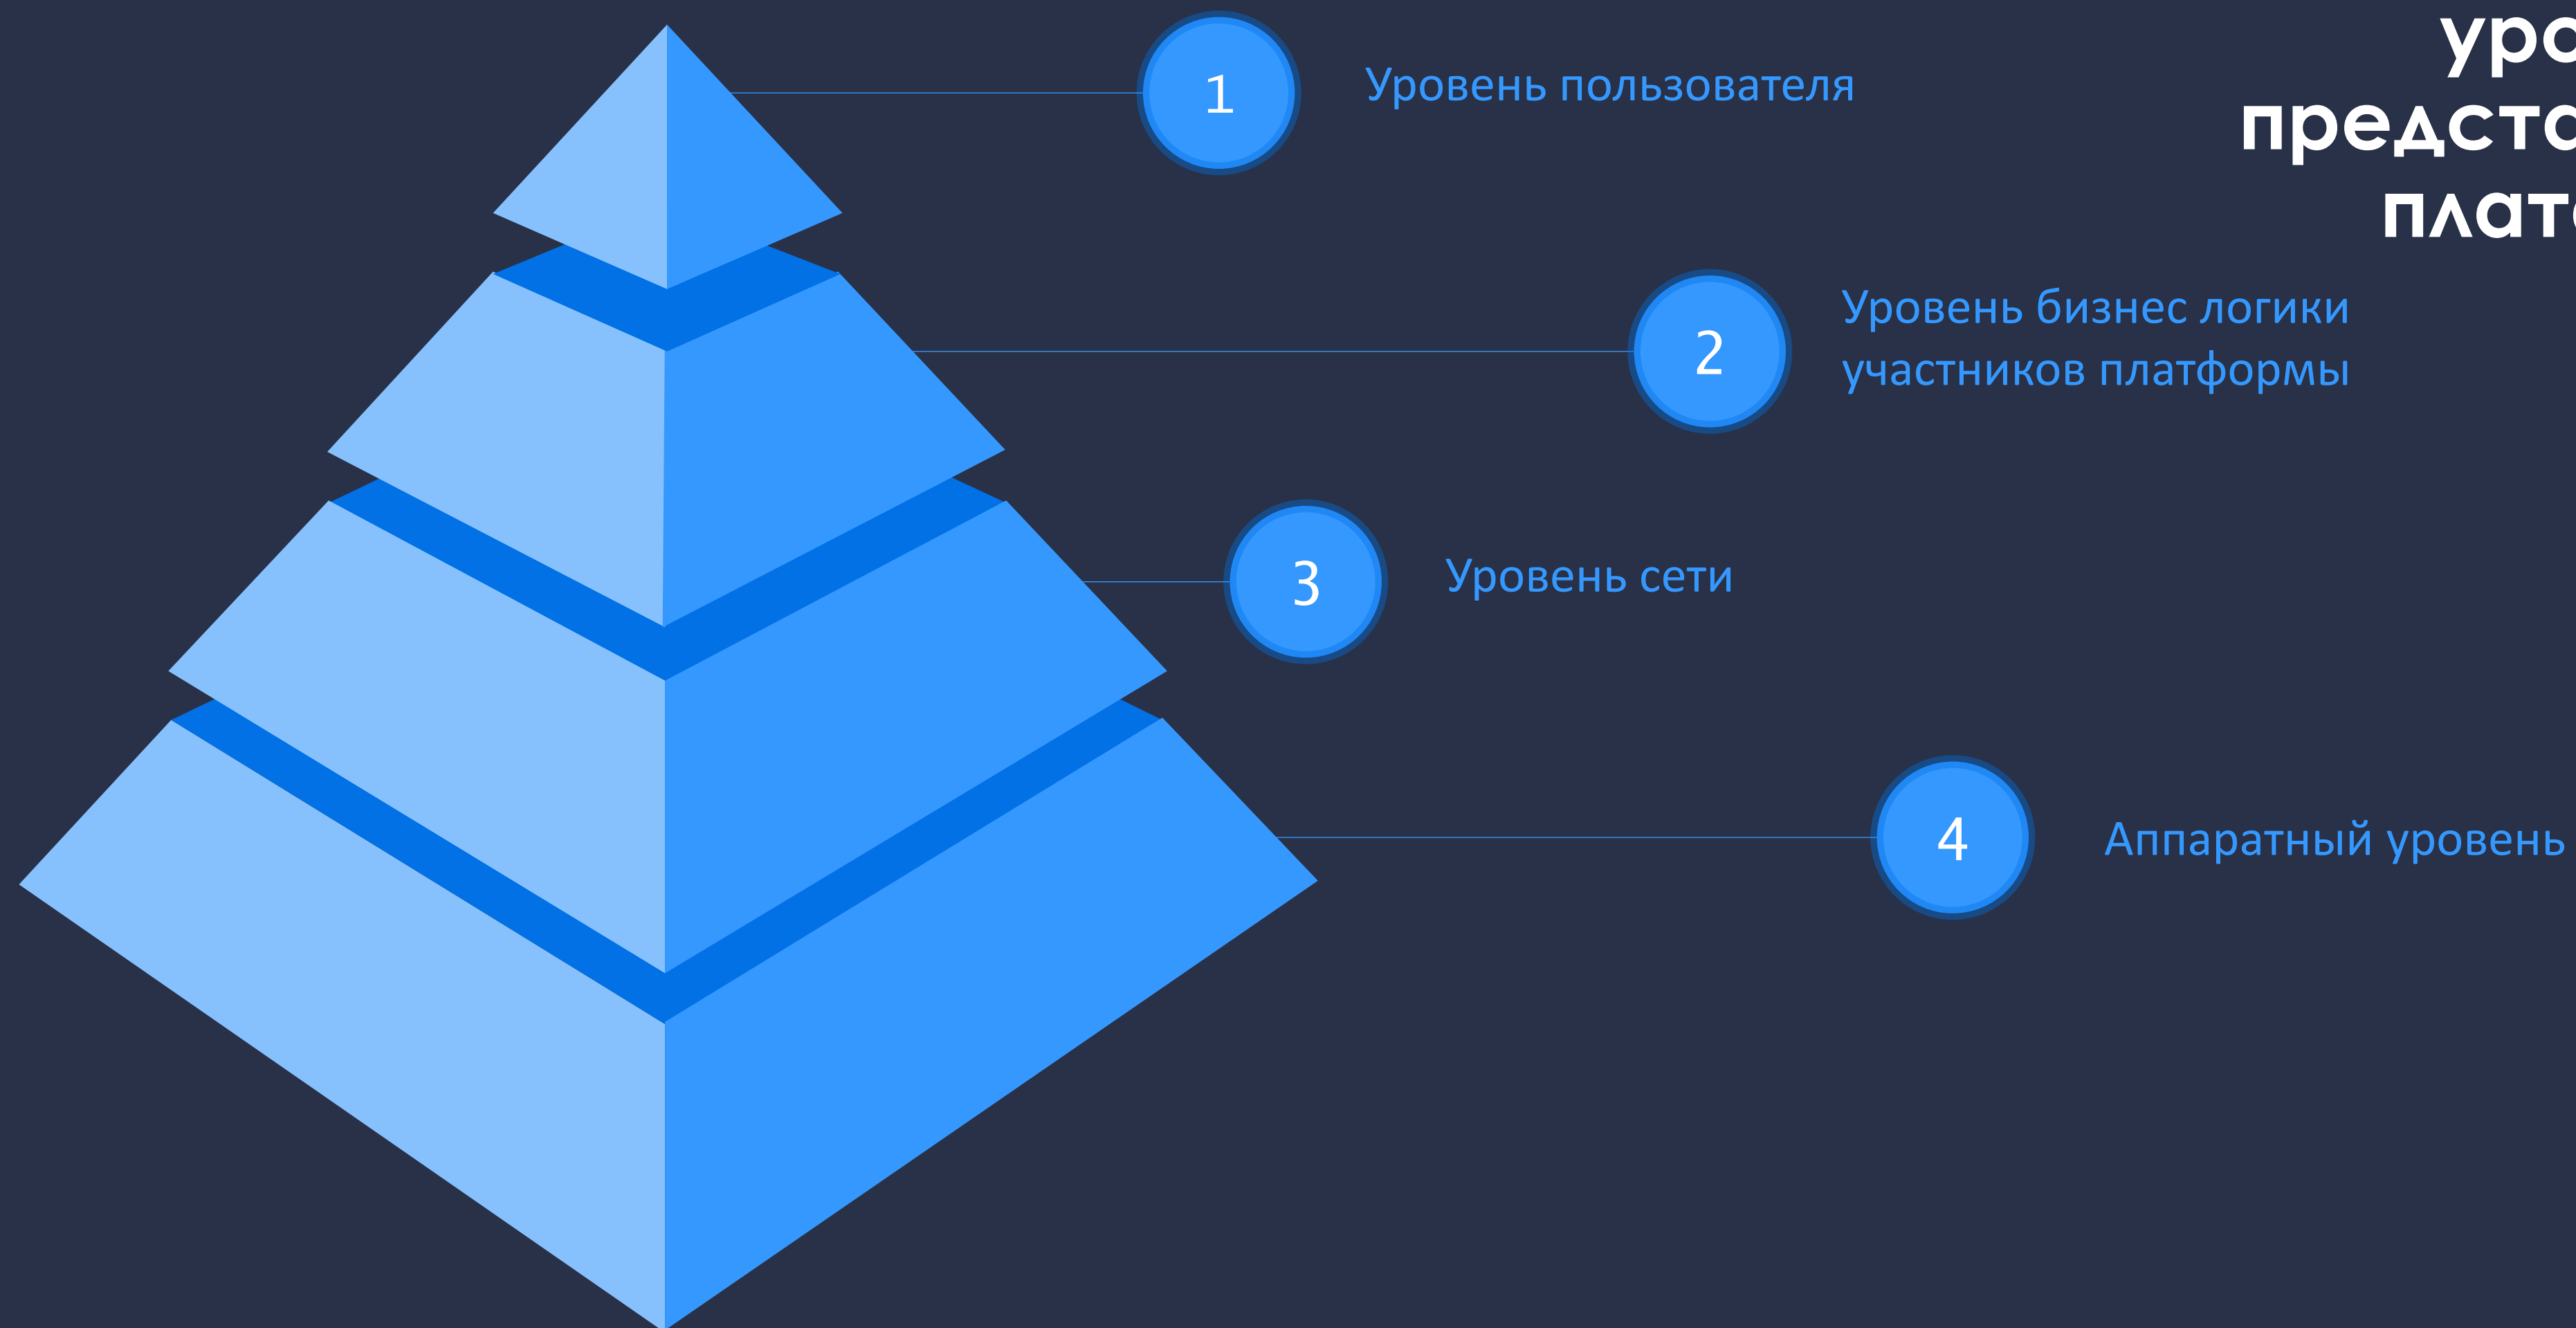 1
Уровень пользователя
2
Уровень бизнес логики
участников платформы
3
Уровень сети
4
Аппаратный уровень